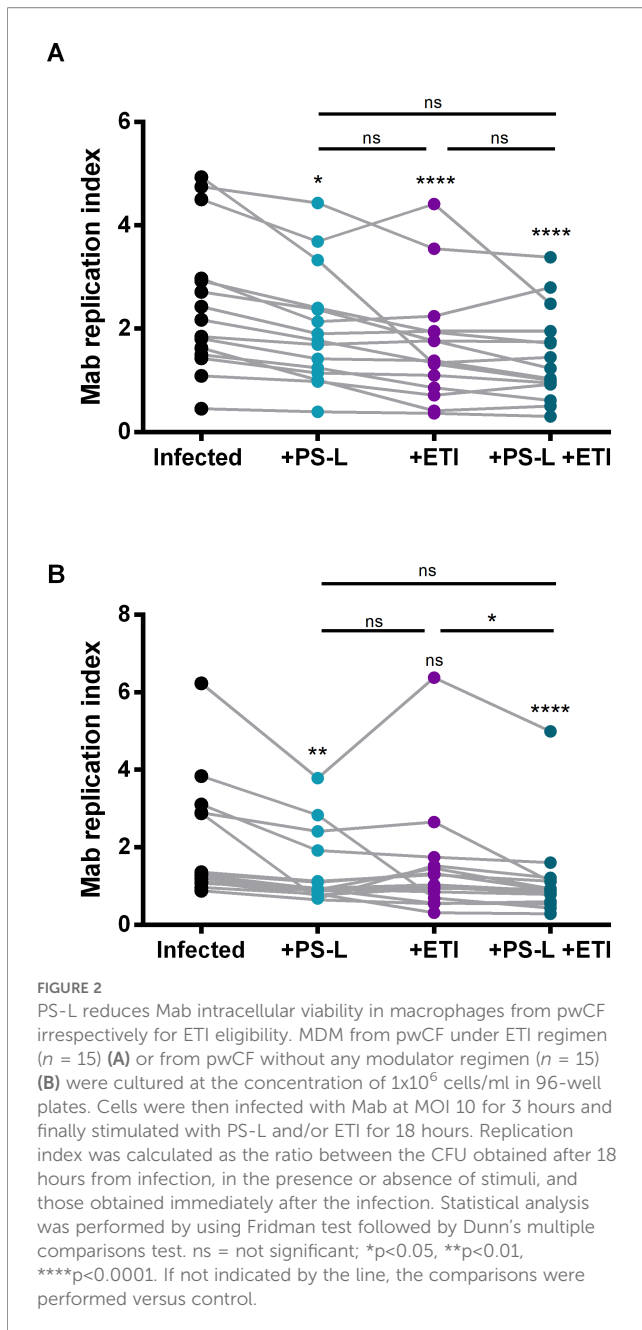 A
ns
ns
ns
*
****
****
6
4
2
0
Mab replication index
Infected
+PS-L
+ETI
+PS-L +ETI
B
ns
ns
*
ns
**
****
8
6
4
2
0
Mab replication index
Infected
+PS-L
+ETI
+PS-L +ETI
FIGURE 2
PS-L reduces Mab intracellular viability in macrophages from pwCF
irrespectively for ETI eligibility. MDM from pwCF under ETI regimen
(n = 15) (A) or from pwCF without any modulator regimen (n = 15)
(B) were cultured at the concentration of 1x10⁶ cells/ml in 96-well
plates. Cells were then infected with Mab at MOI 10 for 3 hours and
finally stimulated with PS-L and/or ETI for 18 hours. Replication
index was calculated as the ratio between the CFU obtained after 18
hours from infection, in the presence or absence of stimuli, and
those obtained immediately after the infection. Statistical analysis
was performed by using Fridman test followed by Dunn's multiple
comparisons test. ns = not significant; *p<0.05, **p<0.01,
****p<0.0001. If not indicated by the line, the comparisons were
performed versus control.